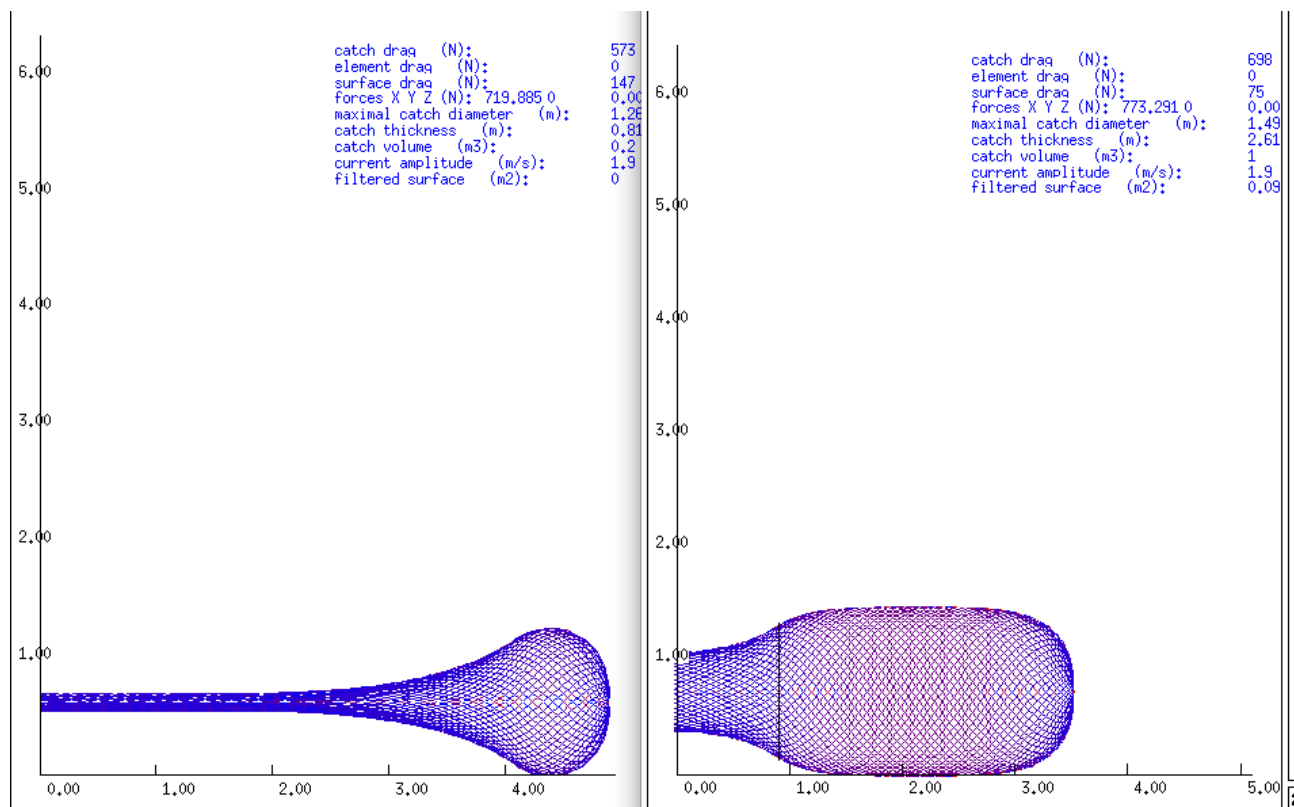 catch drag (N): 573
element drag (N): 0
surface drag (N): 147
forces X Y Z (N): 719.885 0 0.00
maximal catch diameter (m): 1.26
catch thickness (m): 0.81
catch volume (m3): 0.2
current amplitude (m/s): 1.9
filtered surface (m2): 0
6.00
5.00
4.00
3.00
2.00
1.00
0.00 1.00 2.00 3.00 4.00
catch drag (N): 698
element drag (N): 0
surface drag (N): 75
forces X Y Z (N): 773.291 0 0.00
maximal catch diameter (m): 1.49
catch thickness (m): 2.61
catch volume (m3): 1
current amplitude (m/s): 1.9
filtered surface (m2): 0.09
6.00
5.00
4.00
3.00
2.00
1.00
0.00 1.00 2.00 3.00 4.00 5.00